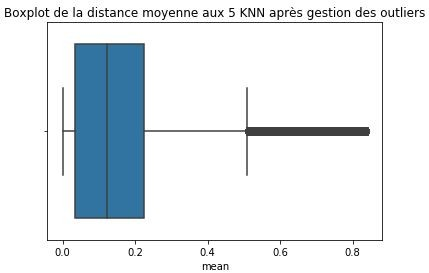 Boxplot de la distance moyenne aux 5 KNN après gestion des outliers
0.0 0.2 0.4 0.6 0.8
mean